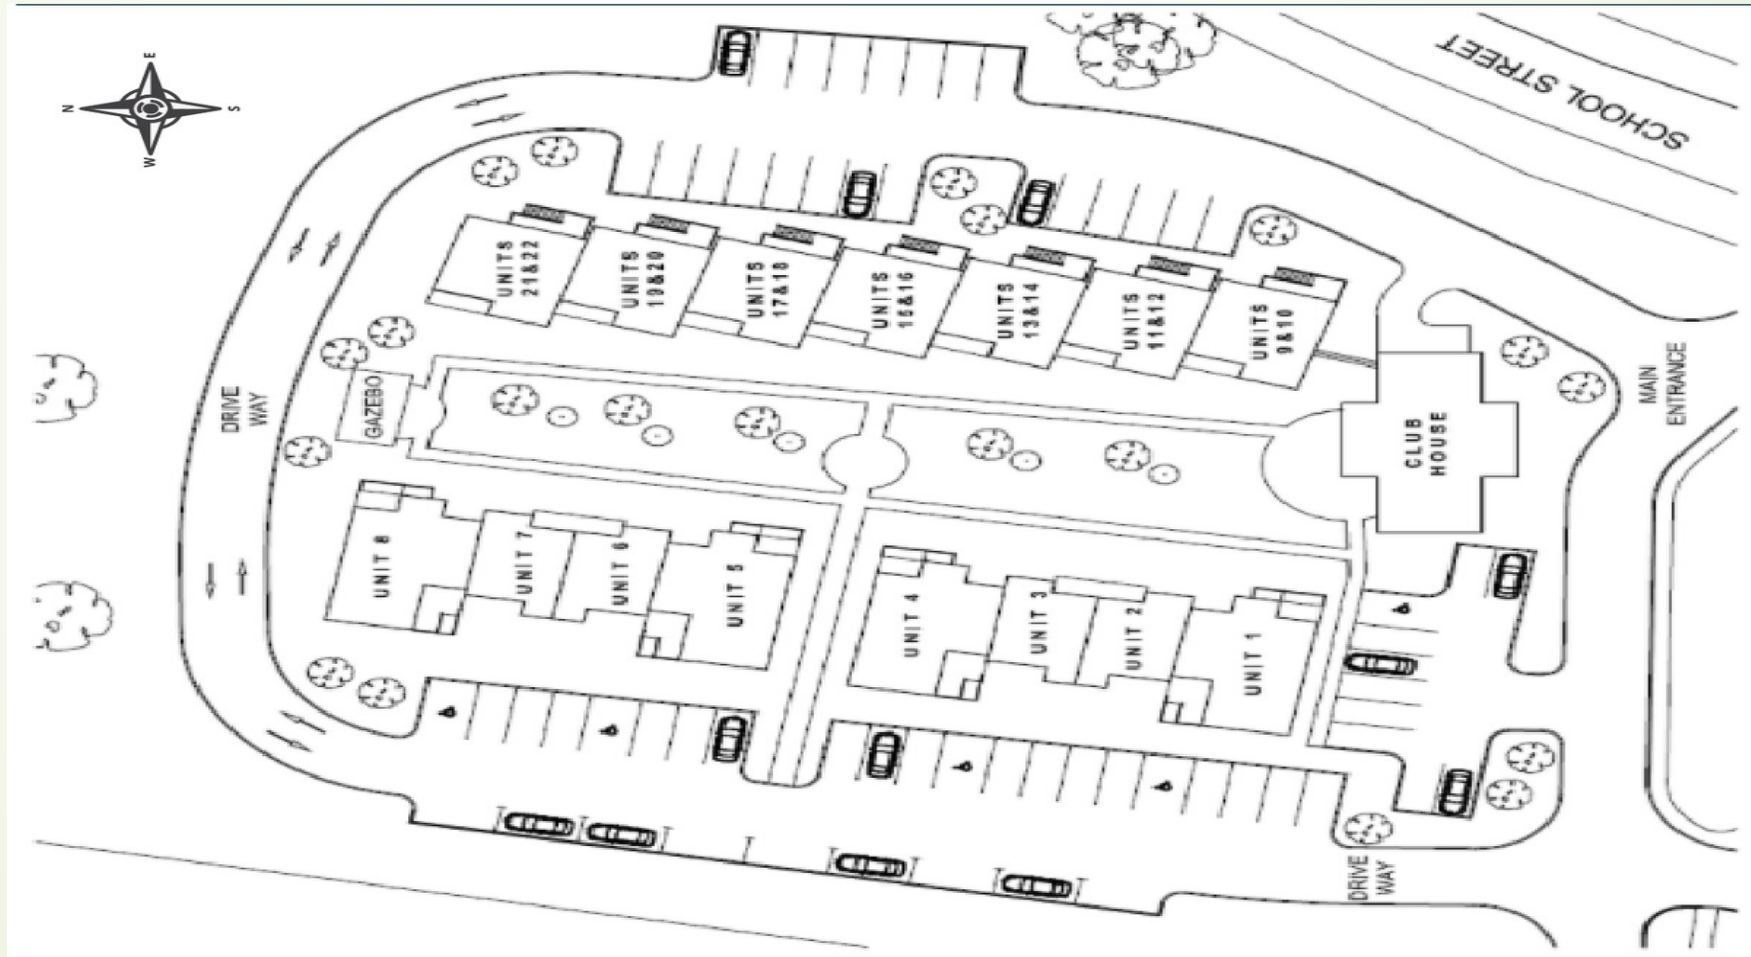 E
N
S
W
SCHOOL STREET
UNITS
21&22
UNITS
19&20
UNITS
17&18
UNITS
15&16
UNITS
13&14
UNITS
11&12
UNITS
9&10
MAIN
ENTRANCE
DRIVE
WAY
GAZEBO
CLUB
HOUSE
UNIT 8
UNIT 7
UNIT 6
UNIT 5
UNIT 4
UNIT 3
UNIT 2
UNIT 1
DRIVE
WAY